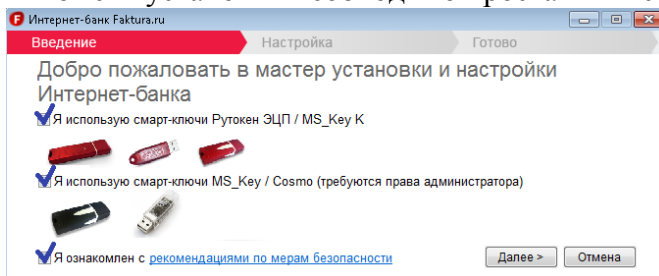 Интернет-банк Faktura.ru
Введение
Настройка
Готово
Добро пожаловать в мастер установки и настройки
Интернет-банка
Я использую смарт-ключи Рутокен ЭЦП / MS_Key K
Я использую смарт-ключи MS_Key / Cosmo (требуются права администратора)
Я ознакомлен с рекомендациями по мерам безопасности
Далее >
Отмена